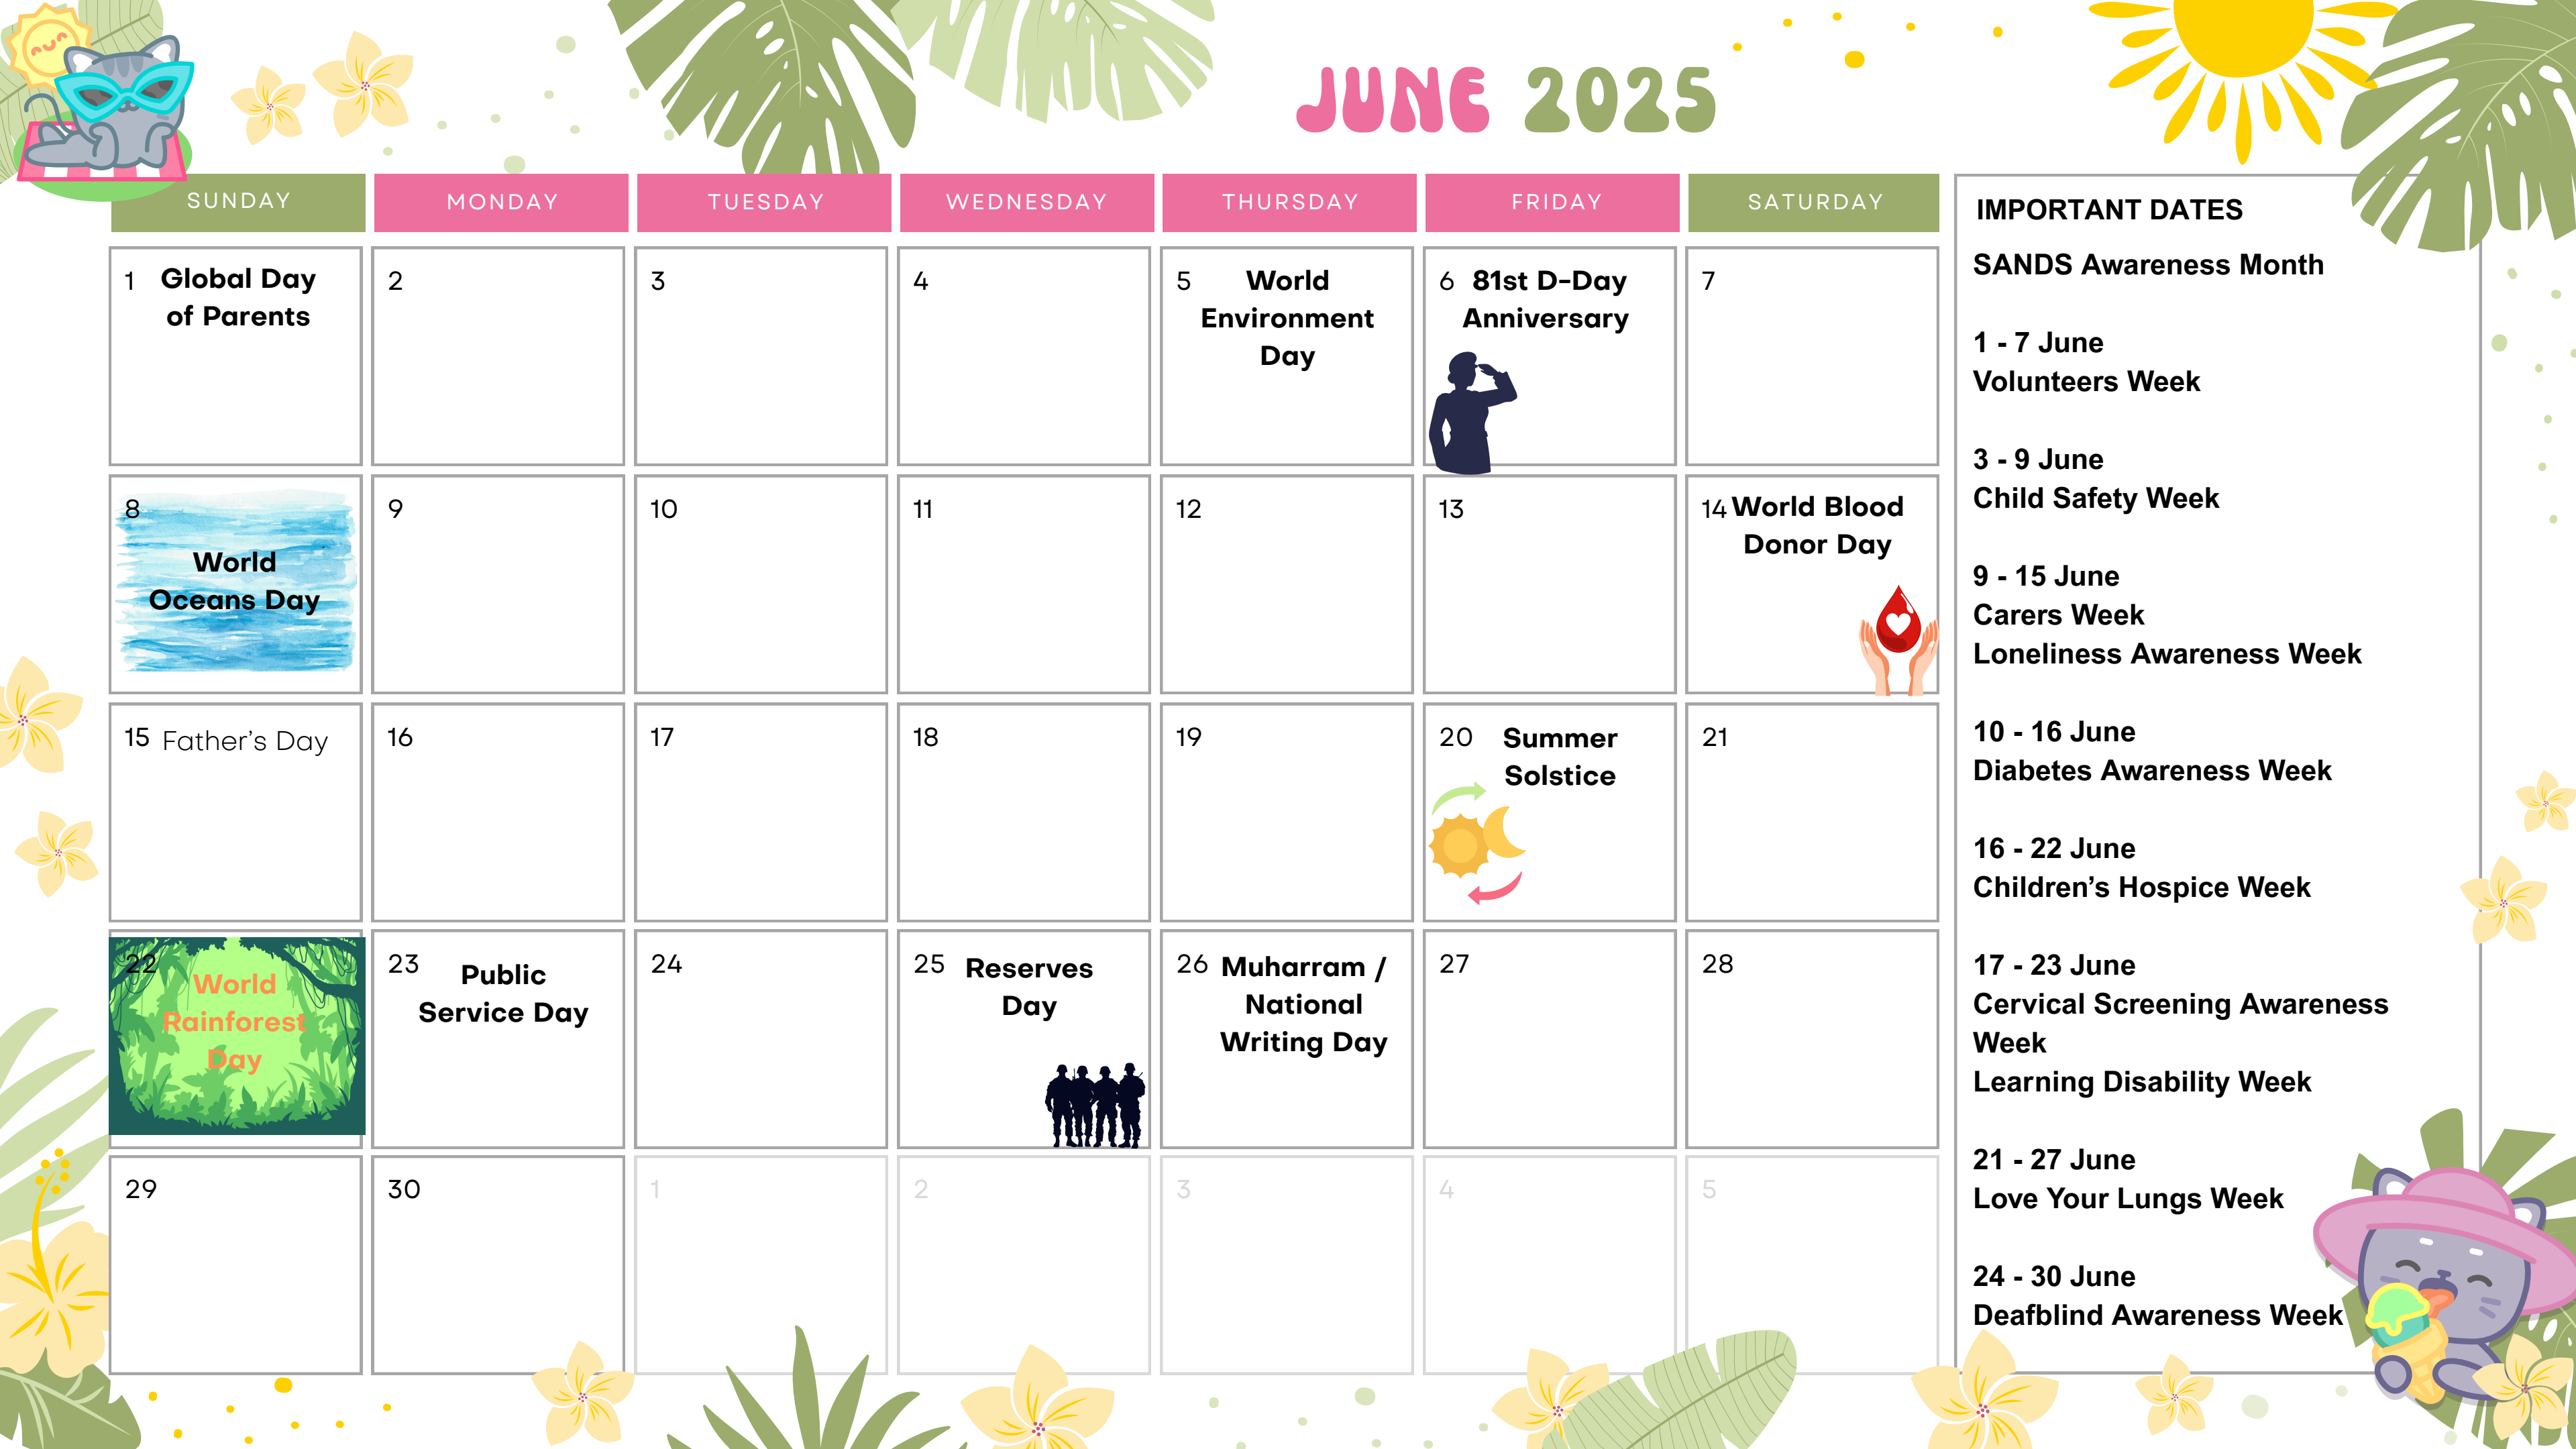 JUNE 2025
SUNDAY
MONDAY
TUESDAY
WEDNESDAY
THURSDAY
FRIDAY
SATURDAY
1
Global Day
of Parents
2
3
4
5
World
Environment
Day
6
81st D-Day
Anniversary
7
8
World
Oceans Day
9
10
11
12
13
14
World Blood
Donor Day
15
Father's Day
16
17
18
19
20
Summer
Solstice
21
22
World
Rainforest
Day
23
Public
Service Day
24
25
Reserves
Day
26
Muharram /
National
Writing Day
27
28
29
30
1
2
3
4
5
IMPORTANT DATES
SANDS Awareness Month
1 - 7 June
Volunteers Week
3 - 9 June
Child Safety Week
9 - 15 June
Carers Week
Loneliness Awareness Week
10 - 16 June
Diabetes Awareness Week
16 - 22 June
Children's Hospice Week
17 - 23 June
Cervical Screening Awareness
Week
Learning Disability Week
21 - 27 June
Love Your Lungs Week
24 - 30 June
Deafblind Awareness Week